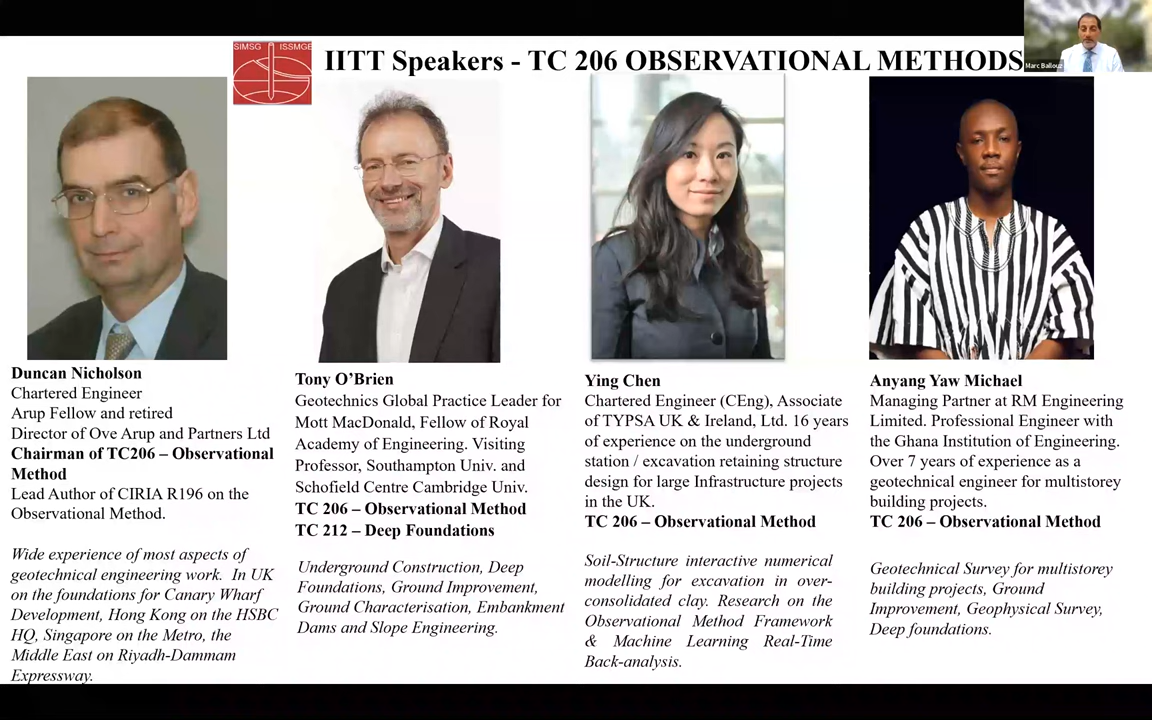 SIMSG ISSMGE
IITT Speakers - TC 206 OBSERVATIONAL METHODS
Marc Ballouz
Duncan Nicholson
Chartered Engineer
Arup Fellow and retired
Director of Ove Arup and Partners Ltd
Chairman of TC206 – Observational
Method
Lead Author of CIRIA R196 on the
Observational Method.
Wide experience of most aspects of
geotechnical engineering work. In UK
on the foundations for Canary Wharf
Development, Hong Kong on the HSBC
HQ, Singapore on the Metro, the
Middle East on Riyadh-Dammam
Expressway.
Tony O’Brien
Geotechnics Global Practice Leader for
Mott MacDonald, Fellow of Royal
Academy of Engineering. Visiting
Professor, Southampton Univ. and
Schofield Centre Cambridge Univ.
TC 206 – Observational Method
TC 212 – Deep Foundations
Underground Construction, Deep
Foundations, Ground Improvement,
Ground Characterisation, Embankment
Dams and Slope Engineering.
Ying Chen
Chartered Engineer (CEng), Associate
of TYPSA UK & Ireland, Ltd. 16 years
of experience on the underground
station / excavation retaining structure
design for large Infrastructure projects
in the UK.
TC 206 – Observational Method
Soil-Structure interactive numerical
modelling for excavation in over-
consolidated clay. Research on the
Observational Method Framework
& Machine Learning Real-Time
Back-analysis.
Anyang Yaw Michael
Managing Partner at RM Engineering
Limited. Professional Engineer with
the Ghana Institution of Engineering.
Over 7 years of experience as a
geotechnical engineer for multistorey
building projects.
TC 206 – Observational Method
Geotechnical Survey for multistorey
building projects, Ground
Improvement, Geophysical Survey,
Deep foundations.